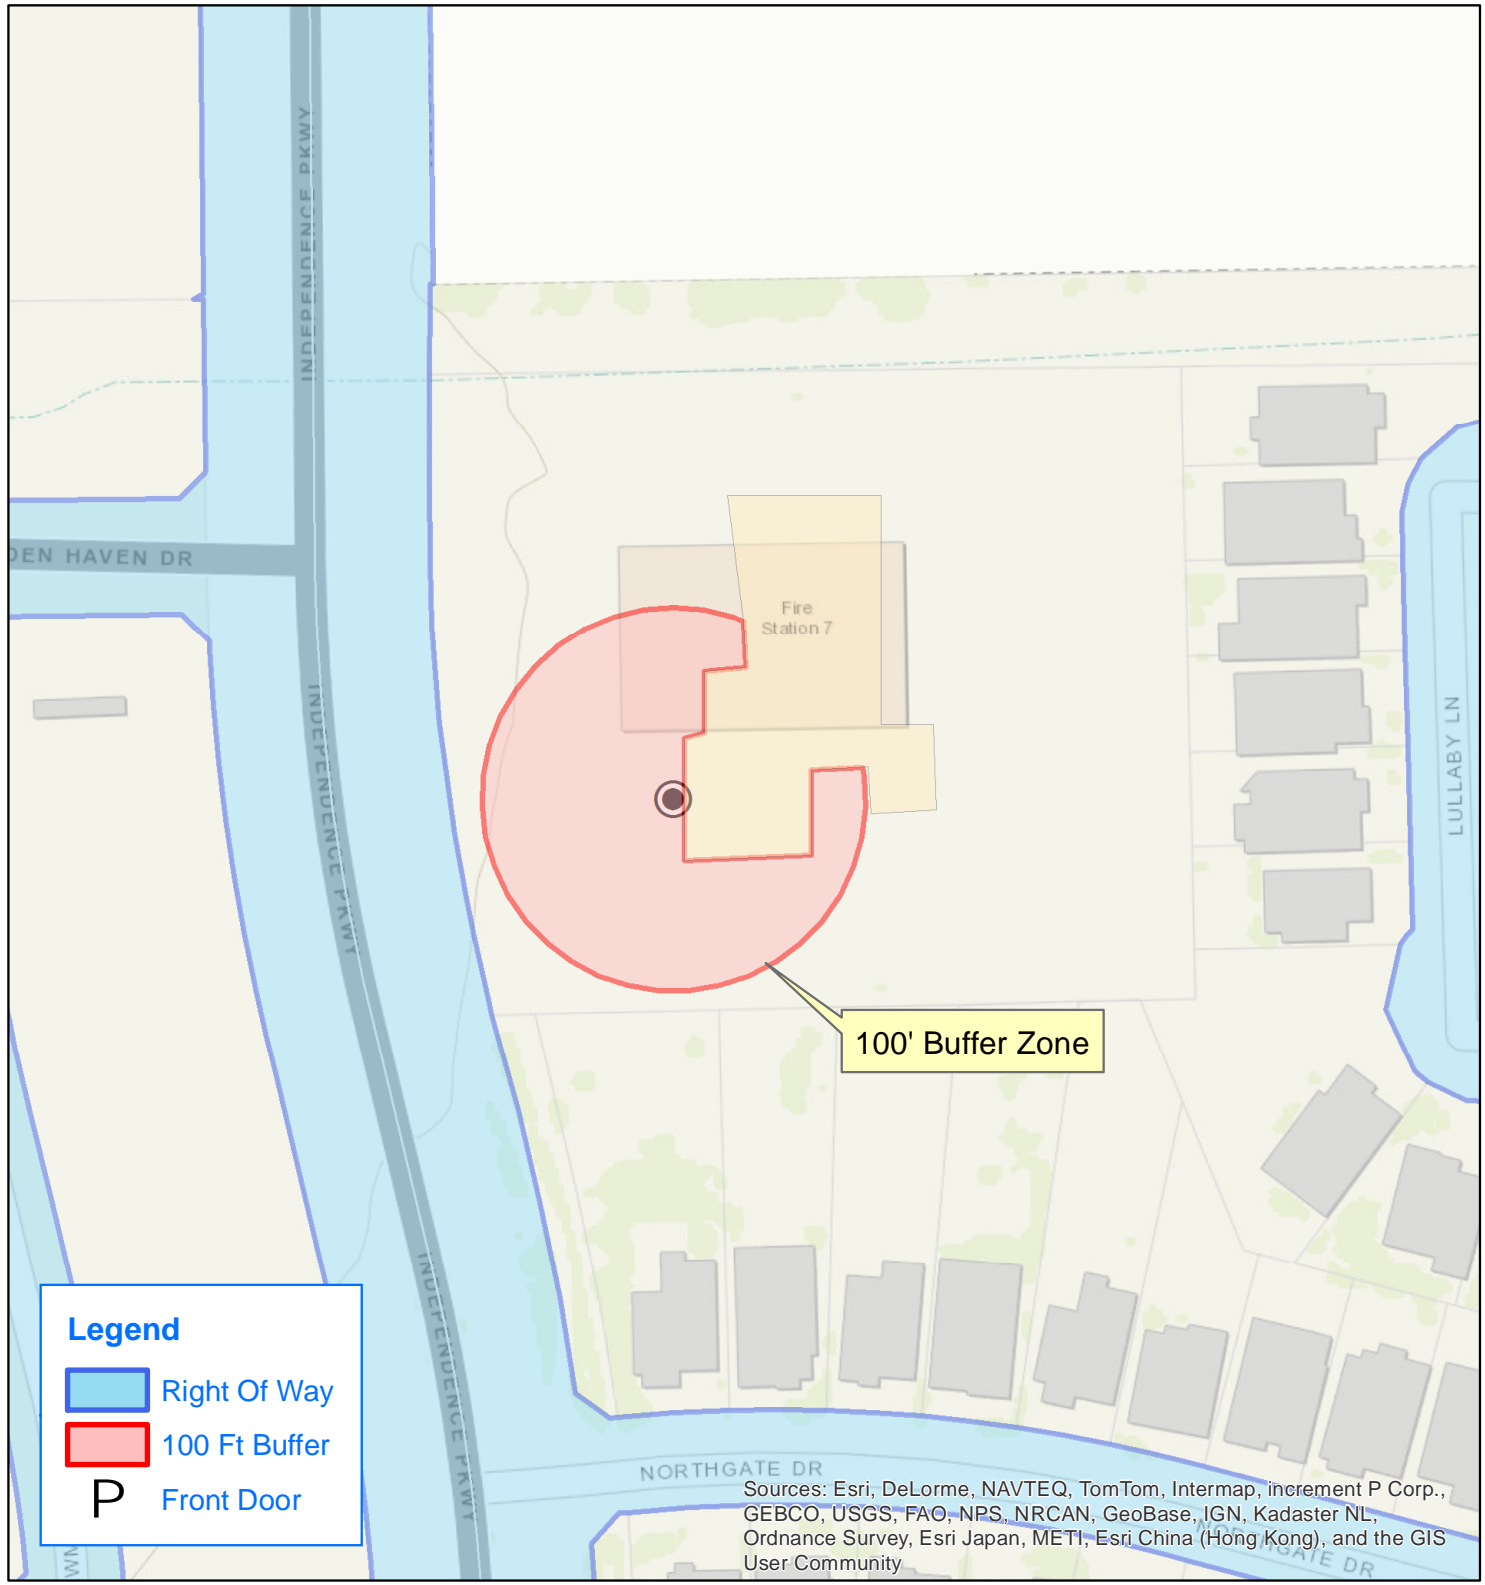 INDEPENDENCE PKWY
DEN HAVEN DR
Fire
Station 7
INDEPENDENCE PKWY
LULLABY LN
100' Buffer Zone
INDEPENDENCE PKWY
Legend
Right Of Way
100 Ft Buffer
P Front Door
NORTHGATE DR
NORTHGATE DR
Sources: Esri, DeLorme, NAVTEQ, TomTom, Intermap, increment P Corp.,
GEBCO, USGS, FAO, NPS, NRCAN, GeoBase, IGN, Kadaster NL,
Ordnance Survey, Esri Japan, METI, Esri China (Hong Kong), and the GIS
User Community